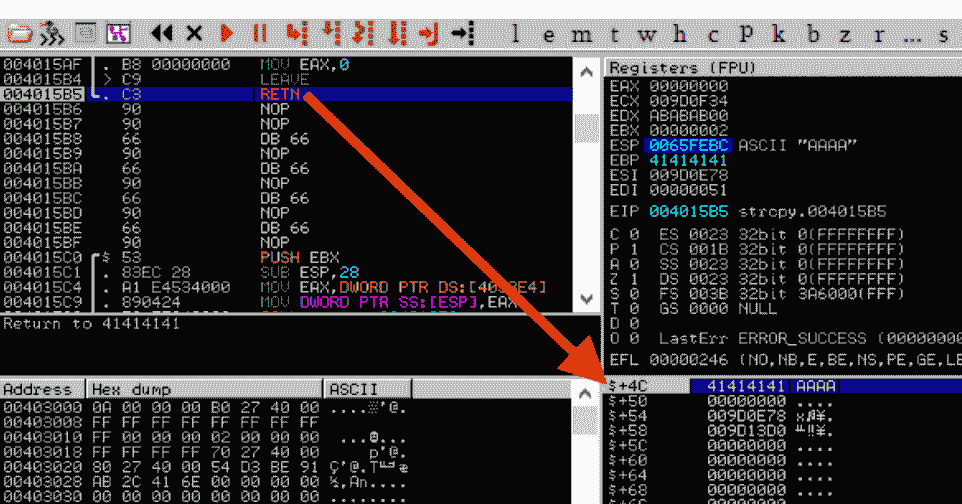 l e m t w h c P k b z r ... s
004015AF . B8 00000000 MOV EAX,0
004015B4 > C9 LEAVE
004015B5 . C3 RETN
004015B6 90 NOP
004015B7 90 NOP
004015B8 66 DB 66
004015B9 90 NOP
004015BA 66 DB 66
004015BB 90 NOP
004015BC 66 DB 66
004015BD 90 NOP
004015BE 66 DB 66
004015BF 90 NOP
004015C0 $ 53 PUSH EBX
004015C1 . 83EC 28 SUB ESP,28
004015C4 . A1 E4534000 MOV EAX,DWORD PTR DS:[4053E4]
004015C9 . 890424 MOV DWORD PTR SS:[ESP],EAX
Return to 41414141
Registers (FPU)
EAX 00000000
ECX 009D0F34
EDX ABABAB00
EBX 00000002
ESP 0065FEBC ASCII "AAAA"
EBP 41414141
ESI 009D0E78
EDI 00000051
EIP 004015B5 strcpy.004015B5
C 0 ES 0023 32bit 0(FFFFFFFF)
P 1 CS 001B 32bit 0(FFFFFFFF)
A 0 SS 0023 32bit 0(FFFFFFFF)
Z 1 DS 0023 32bit 0(FFFFFFFF)
S 0 FS 003B 32bit 3A6000(FFF)
T 0 GS 0000 NULL
D 0
O 0 LastErr ERROR_SUCCESS (00000000
EFL 00000246 (NO,NB,E,BE,NS,PE,GE,LE
Address Hex dump ASCII
00403000 0A 00 00 00 B0 27 40 00 ....░'@.
00403008 FF FF FF FF FF FF FF FF
00403010 FF 00 00 00 02 00 00 00 ...☻...
00403018 FF FF FF FF 70 27 40 00 p'@.
00403020 80 27 40 00 54 D3 BE 91 Ç'@.T╙╛æ
00403028 AB 2C 41 6E 00 00 00 00 ½,An....
00403030 00 00 00 00 00 00 00 00 ........
$+4C 41414141 AAAA
$+50 00000000 ....
$+54 009D0E78 x♫¥.
$+58 009D13D0 ╨‼¥.
$+5C 00000000 ....
$+60 00000000 ....
$+64 00000000 ....
$+68 00000000 ....